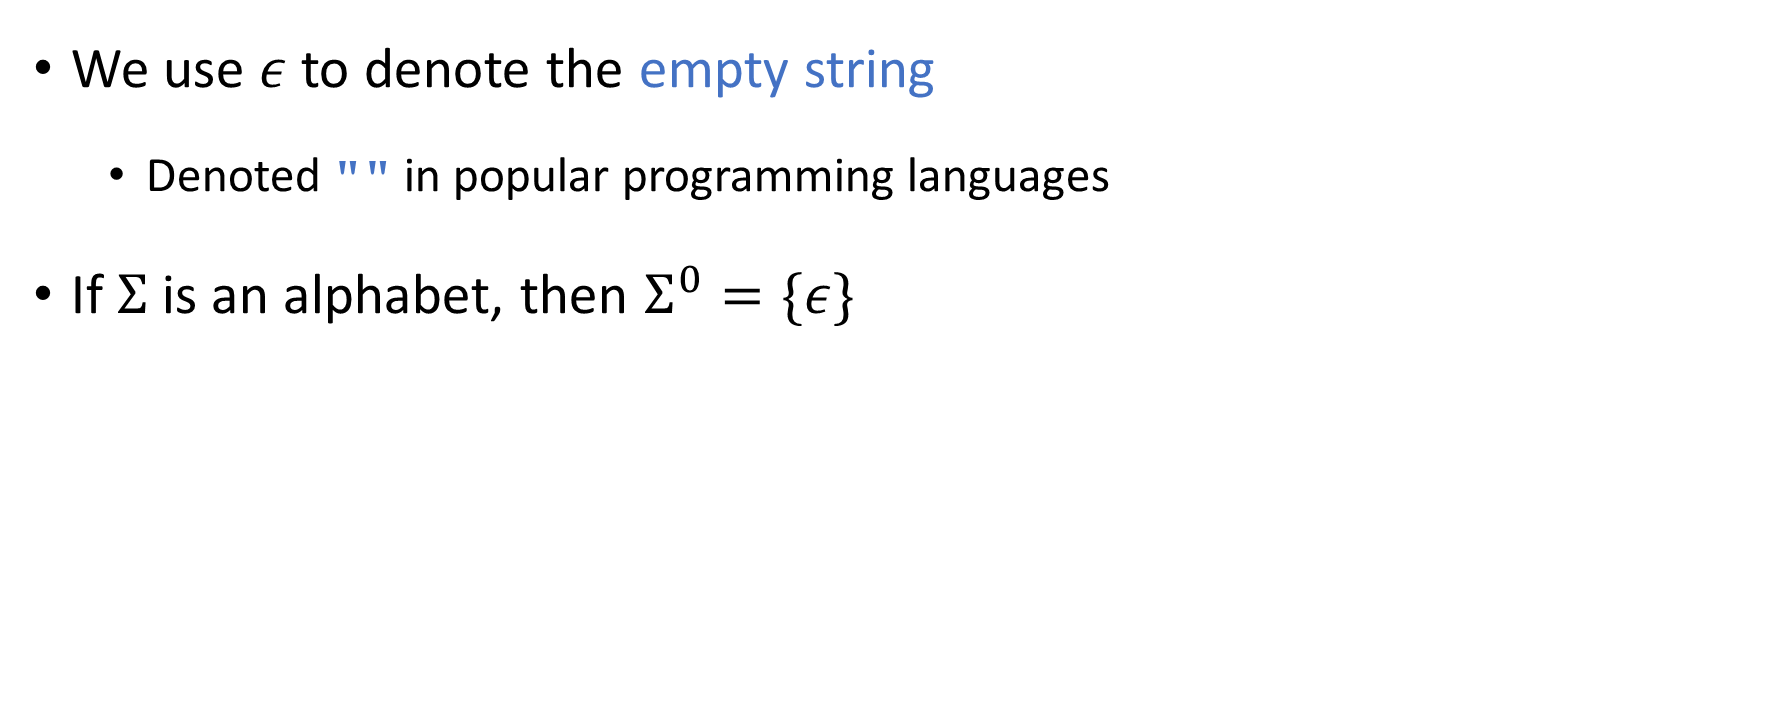 • We use ϵ to denote the empty string
• Denoted "" in popular programming languages
• If Σ is an alphabet, then Σ⁰ = {ϵ}